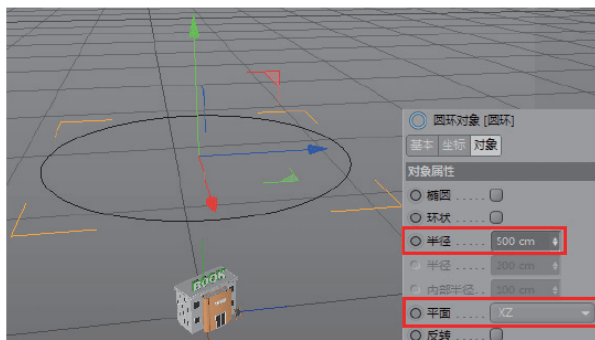 圆环对象 [圆环]
基本 坐标 对象
对象属性
椭圆 . . . . .
环状 . . . . .
半径 . . . . . 500 cm
半径 . . . . . 200 cm
内部半径. . 100 cm
平面 . . . . . XZ
反转 . . . . .
BOOK